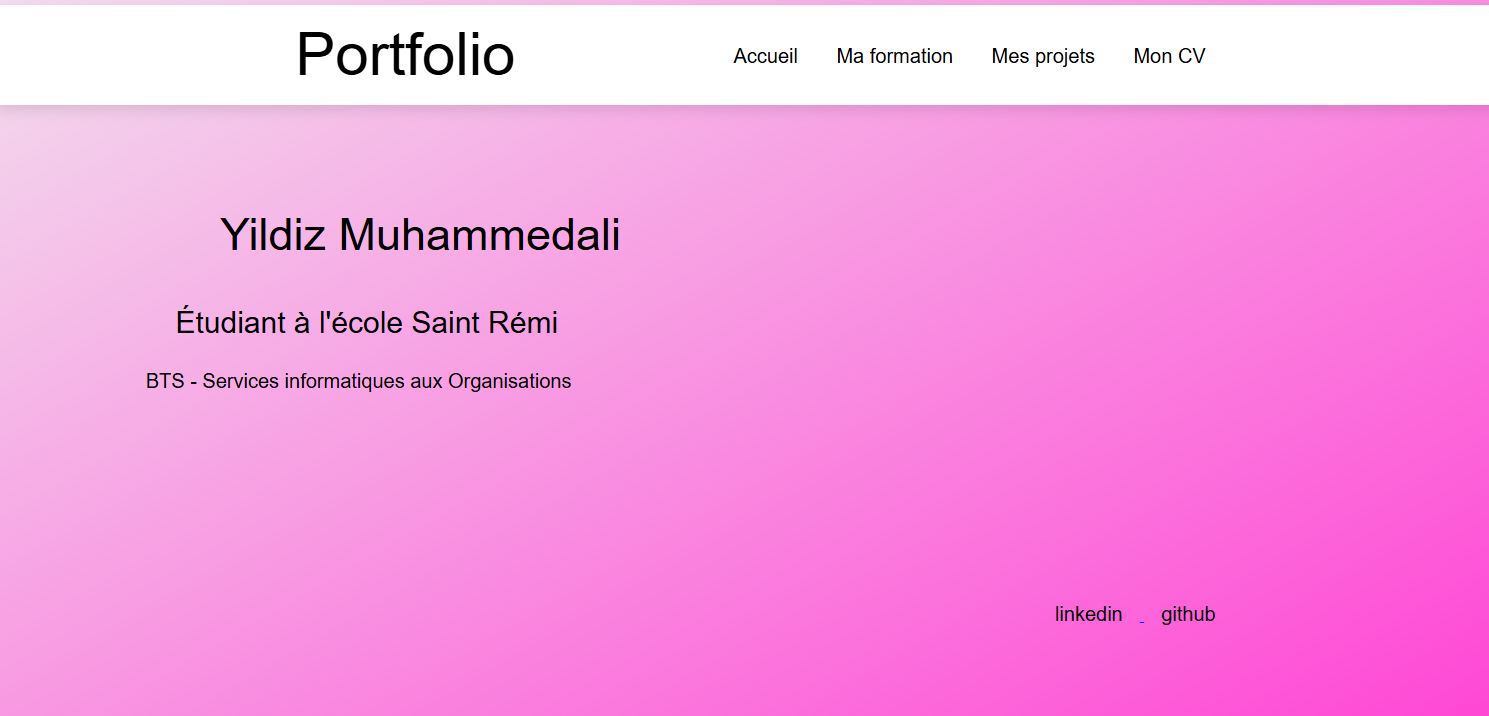 Portfolio
Accueil Ma formation Mes projets Mon CV
Yildiz Muhammedali
Étudiant à l'école Saint Rémi
BTS - Services informatiques aux Organisations
linkedin github